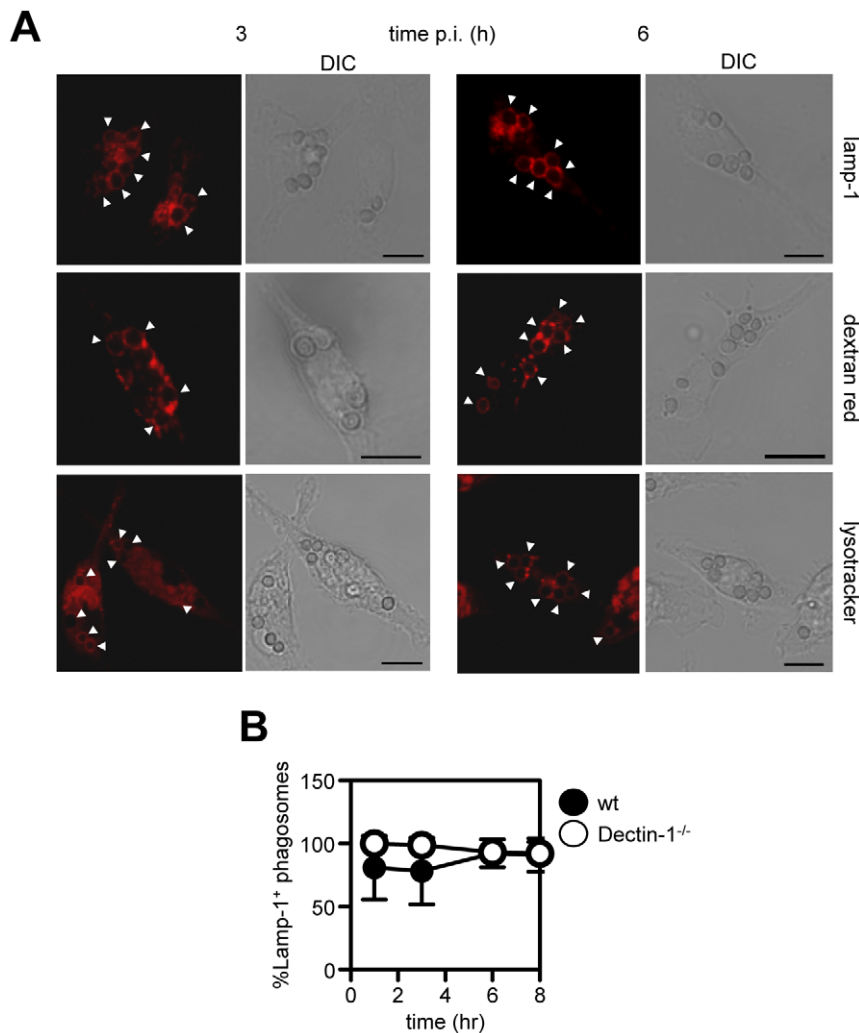 A
3 time p.i. (h) 6
DIC DIC
lamp-1
dextran red
lysotracker
B
%Lamp-1⁺ phagosomes
150
100
50
0
0 2 4 6 8
time (hr)
wt
Dectin-1⁻/⁻